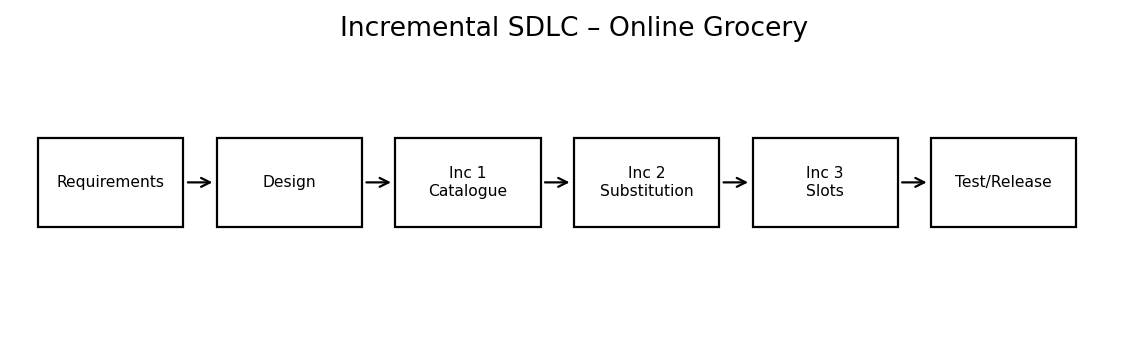 Incremental SDLC – Online Grocery
Requirements
Design
Inc 1
Catalogue
Inc 2
Substitution
Inc 3
Slots
Test/Release